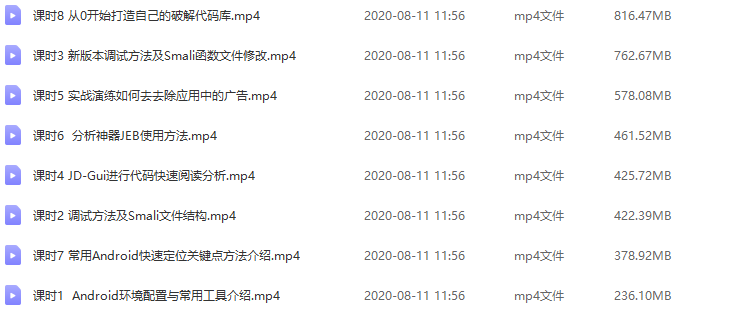 课时8 从0开始打造自己的破解代码库.mp4 2020-08-11 11:56 mp4文件 816.47MB
课时3 新版本调试方法及Smali函数文件修改.mp4 2020-08-11 11:56 mp4文件 762.67MB
课时5 实战演练如何去去除应用中的广告.mp4 2020-08-11 11:56 mp4文件 578.08MB
课时6  分析神器JEB使用方法.mp4 2020-08-11 11:56 mp4文件 461.52MB
课时4 JD-Gui进行代码快速阅读分析.mp4 2020-08-11 11:56 mp4文件 425.72MB
课时2 调试方法及Smali文件结构.mp4 2020-08-11 11:56 mp4文件 422.39MB
课时7 常用Android快速定位关键点方法介绍.mp4 2020-08-11 11:56 mp4文件 378.92MB
课时1  Android环境配置与常用工具介绍.mp4 2020-08-11 11:56 mp4文件 236.10MB